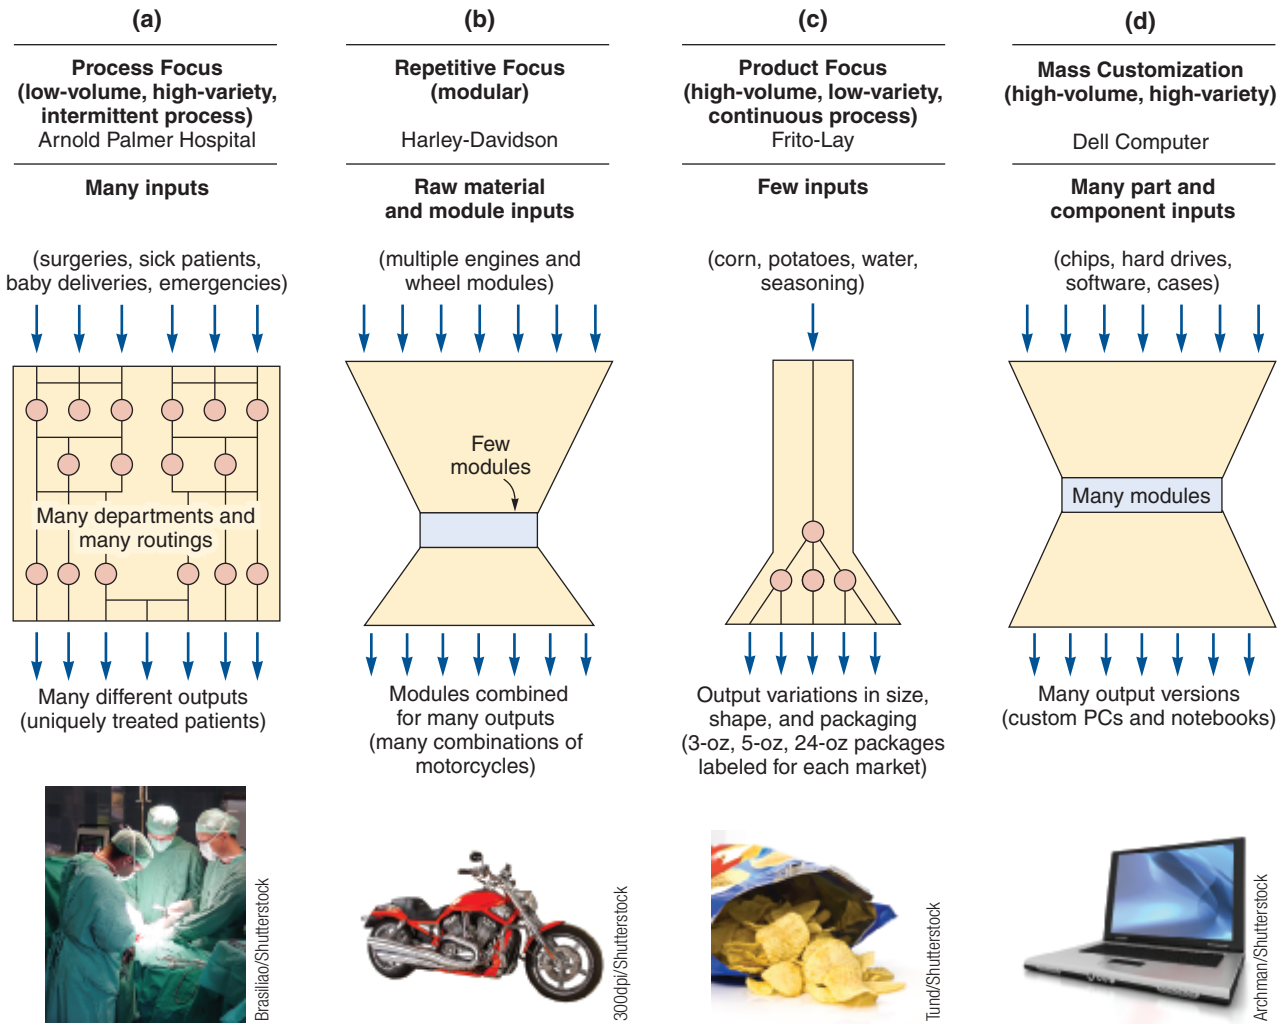 (a)
Process Focus
(low-volume, high-variety,
intermittent process)
Arnold Palmer Hospital
Many inputs
(surgeries, sick patients,
baby deliveries, emergencies)
Many departments and
many routings
Many different outputs
(uniquely treated patients)
Brasiliao/Shutterstock
(b)
Repetitive Focus
(modular)
Harley-Davidson
Raw material
and module inputs
(multiple engines and
wheel modules)
Few
modules
Modules combined
for many outputs
(many combinations of
motorcycles)
300dpi/Shutterstock
(c)
Product Focus
(high-volume, low-variety,
continuous process)
Frito-Lay
Few inputs
(corn, potatoes, water,
seasoning)
Output variations in size,
shape, and packaging
(3-oz, 5-oz, 24-oz packages
labeled for each market)
Tund/Shutterstock
(d)
Mass Customization
(high-volume, high-variety)
Dell Computer
Many part and
component inputs
(chips, hard drives,
software, cases)
Many modules
Many output versions
(custom PCs and notebooks)
Archman/Shutterstock